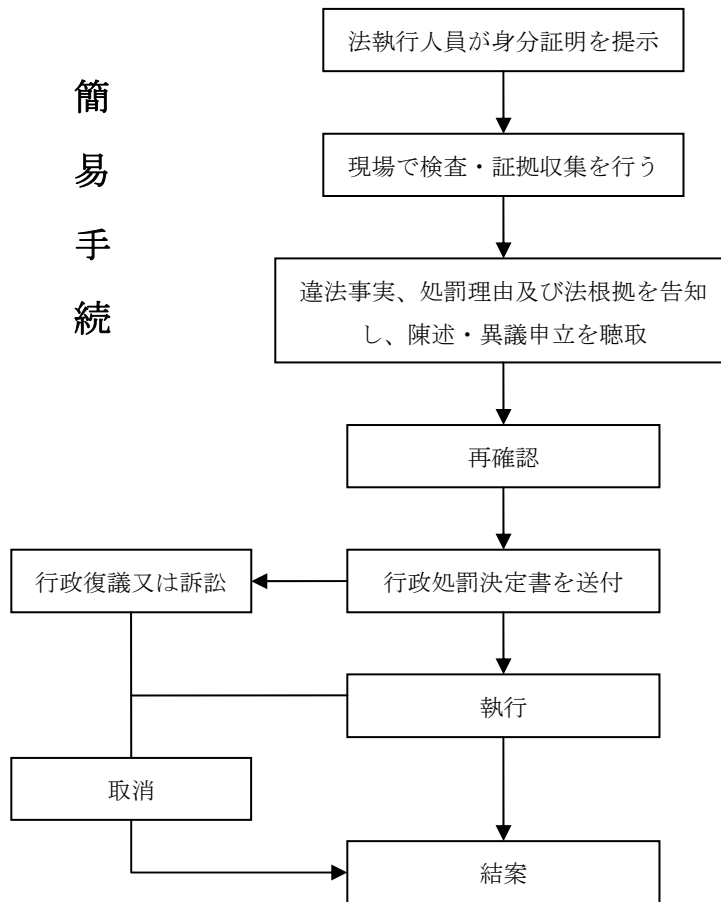 簡易手続
法執行人員が身分証明を提示
現場で検査・証拠収集を行う
違法事実、処罰理由及び法根拠を告知
し、陳述・異議申立を聴取
再確認
行政復議又は訴訟
行政処罰決定書を送付
執行
取消
結案